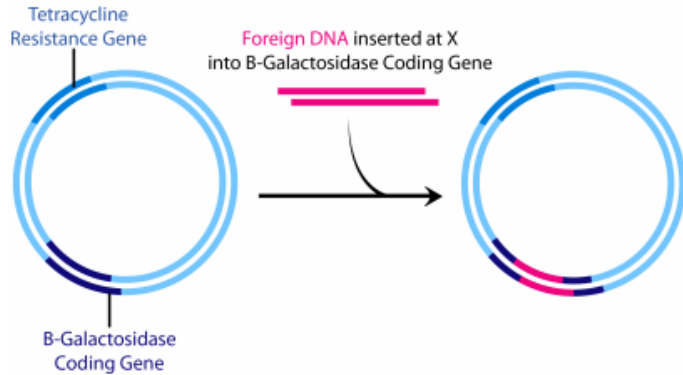 Tetracycline
Resistance Gene
Foreign DNA inserted at X
into B-Galactosidase Coding Gene
B-Galactosidase
Coding Gene